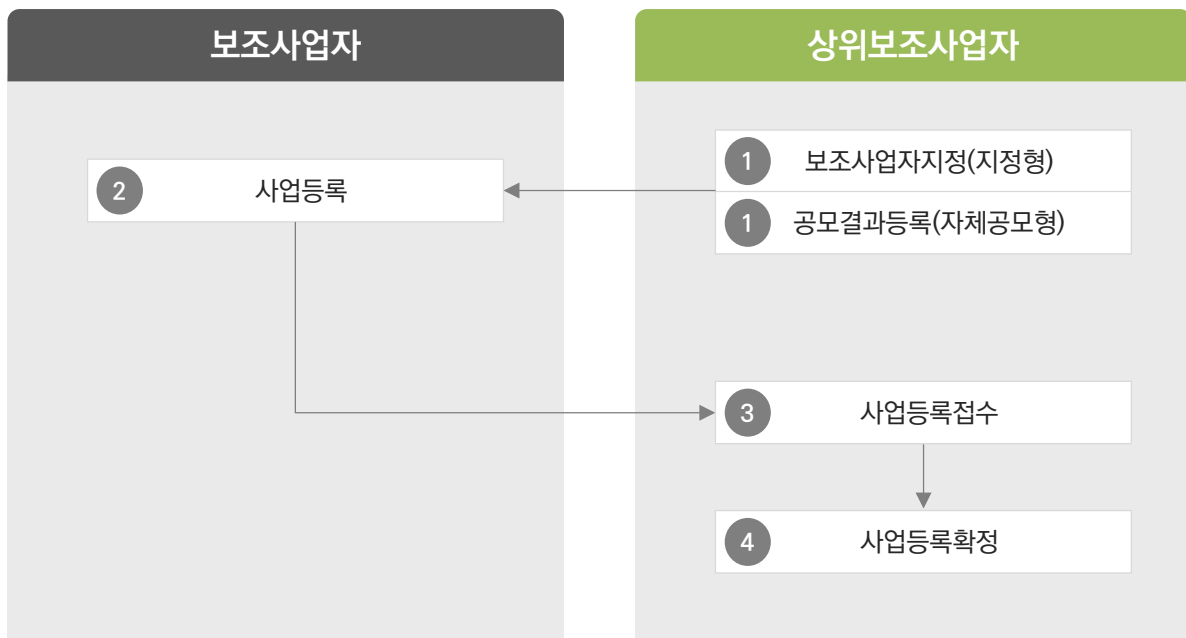 보조사업자
상위보조사업자
1 보조사업자지정(지정형)
2 사업등록
1 공모결과등록(자체공모형)
3 사업등록접수
4 사업등록확정